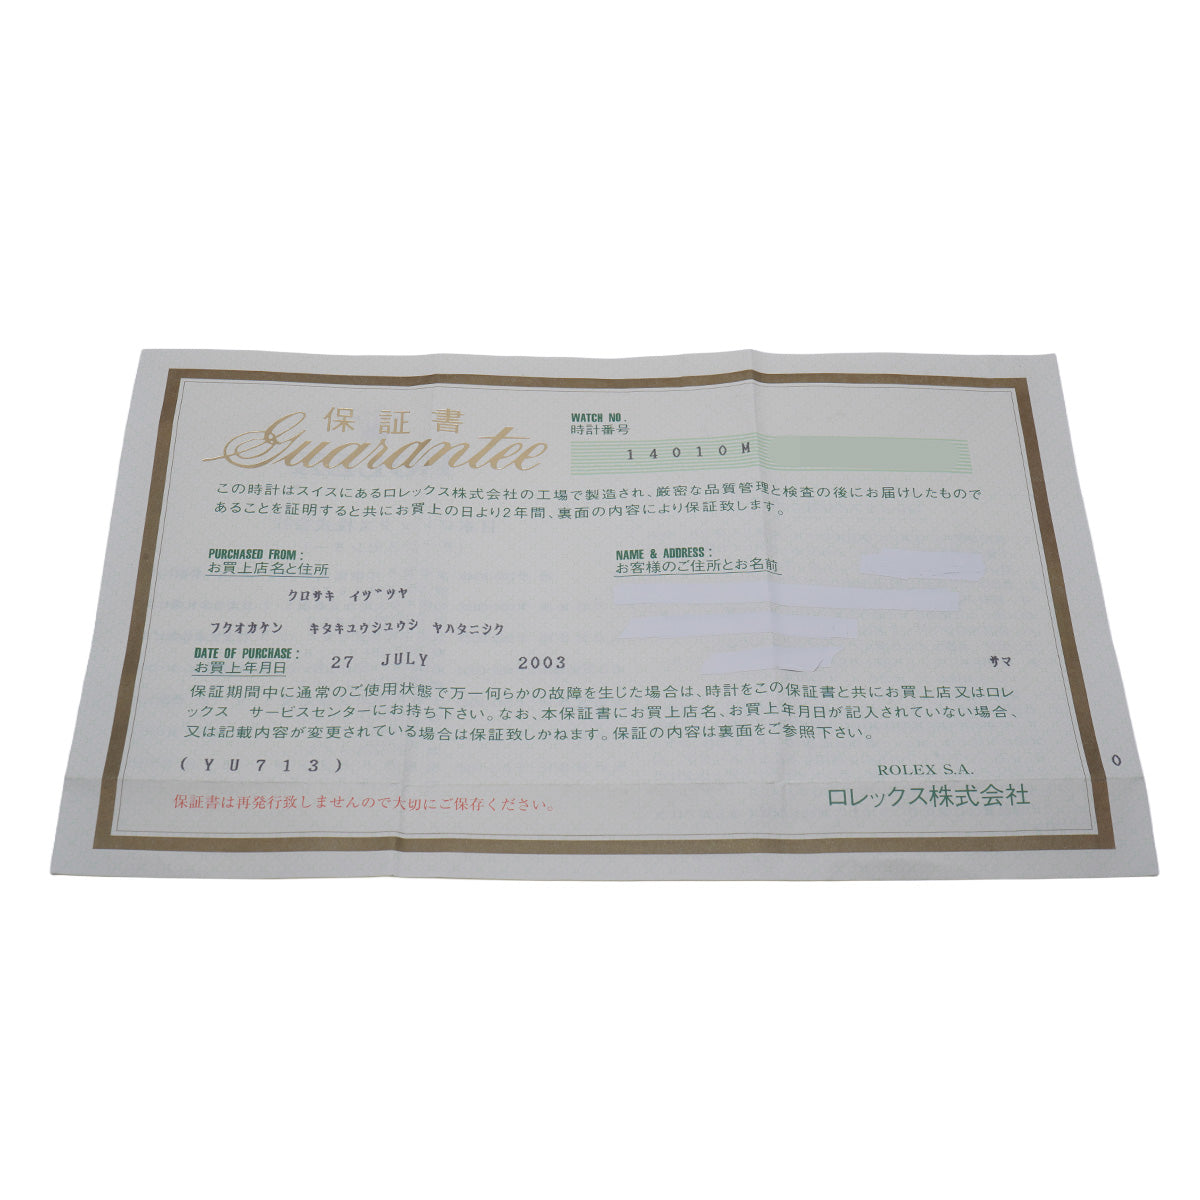 保証書
Guarantee
WATCH NO.
時計番号
14010M
この時計はスイスにあるロレックス株式会社の工場で製造され、厳密な品質管理と検査の後にお届けしたもので
あることを証明すると共にお買上の日より2年間、裏面の内容により保証致します。
PURCHASED FROM:
お買上店名と住所
クロサキ イヅツヤ
フクオカケン キタキユウシユウシ ヤハタニシク
NAME & ADDRESS:
お客様のご住所とお名前
サマ
DATE OF PURCHASE:
お買上年月日
27 JULY 2003
保証期間中に通常のご使用状態で万一何らかの故障を生じた場合は、時計をこの保証書と共にお買上店又はロレ
ックス サービスセンターにお持ち下さい。なお、本保証書にお買上店名、お買上年月日が記入されていない場合、
又は記載内容が変更されている場合は保証致しかねます。保証の内容は裏面をご参照下さい。
(YU713)
0
保証書は再発行致しませんので大切にご保存ください。
ROLEX S.A.
ロレックス株式会社